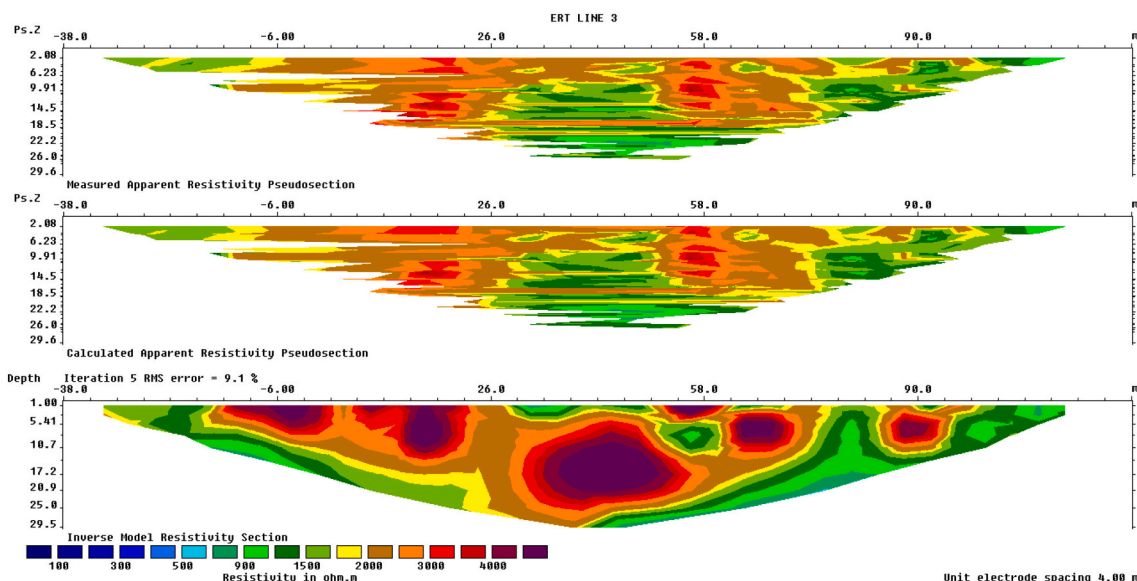 ERT LINE 3
Ps.Z -38.0 -6.00 26.0 58.0 90.0 m
2.08
6.23
9.91
14.5
18.5
22.2
26.0
29.6
Measured Apparent Resistivity Pseudosection
Ps.Z -38.0 -6.00 26.0 58.0 90.0 m
2.08
6.23
9.91
14.5
18.5
22.2
26.0
29.6
Calculated Apparent Resistivity Pseudosection
Depth Iteration 5 RMS error = 9.1 %
-38.0 -6.00 26.0 58.0 90.0 m
1.00
5.41
10.7
17.2
20.9
25.0
29.5
Inverse Model Resistivity Section
100 300 500 900 1500 2000 3000 4000
Resistivity in ohm.m
Unit electrode spacing 4.00 m